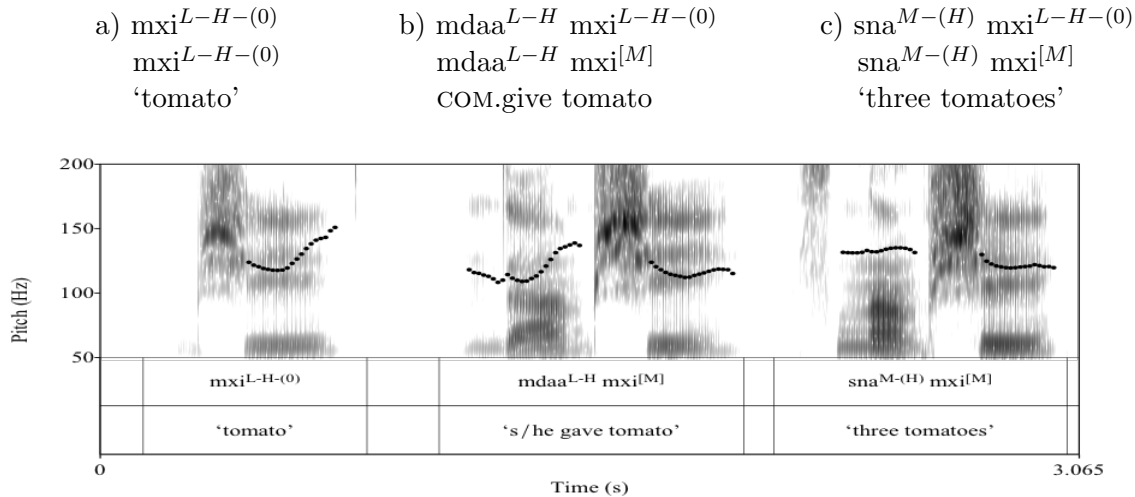 a) mxi^{L−H−(0)} b) mdaa^{L−H} mxi^{L−H−(0)} c) sna^{M−(H)} mxi^{L−H−(0)}
mxi^{L−H−(0)} mdaa^{L−H} mxi^{[M]} sna^{M−(H)} mxi^{[M]}
‘tomato’ COM.give tomato ‘three tomatoes’
200
150
100
50
Pitch (Hz)
mxi^{L-H-(0)} mdaa^{L-H} mxi^{[M]} sna^{M-(H)} mxi^{[M]}
‘tomato’ ‘s/he gave tomato’ ‘three tomatoes’
0 3.065
Time (s)